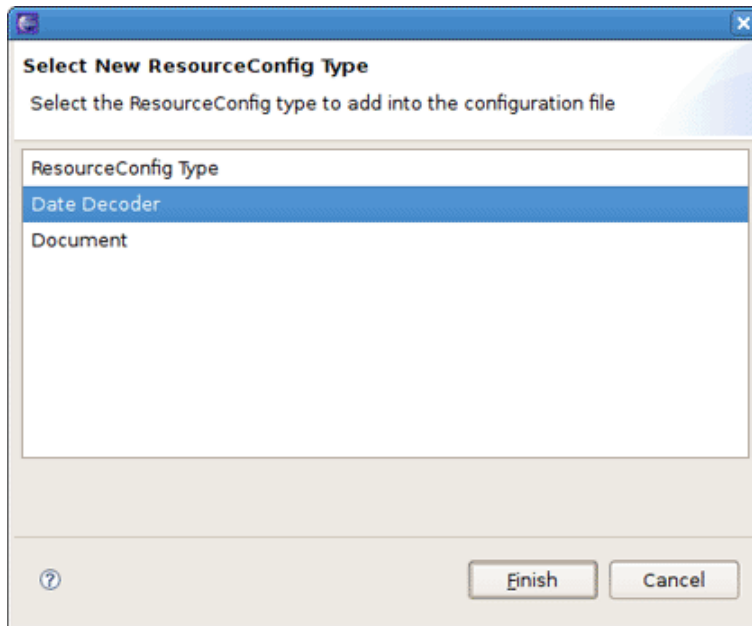 Select New ResourceConfig Type
Select the ResourceConfig type to add into the configuration file
ResourceConfig Type
Date Decoder
Document
Finish
Cancel